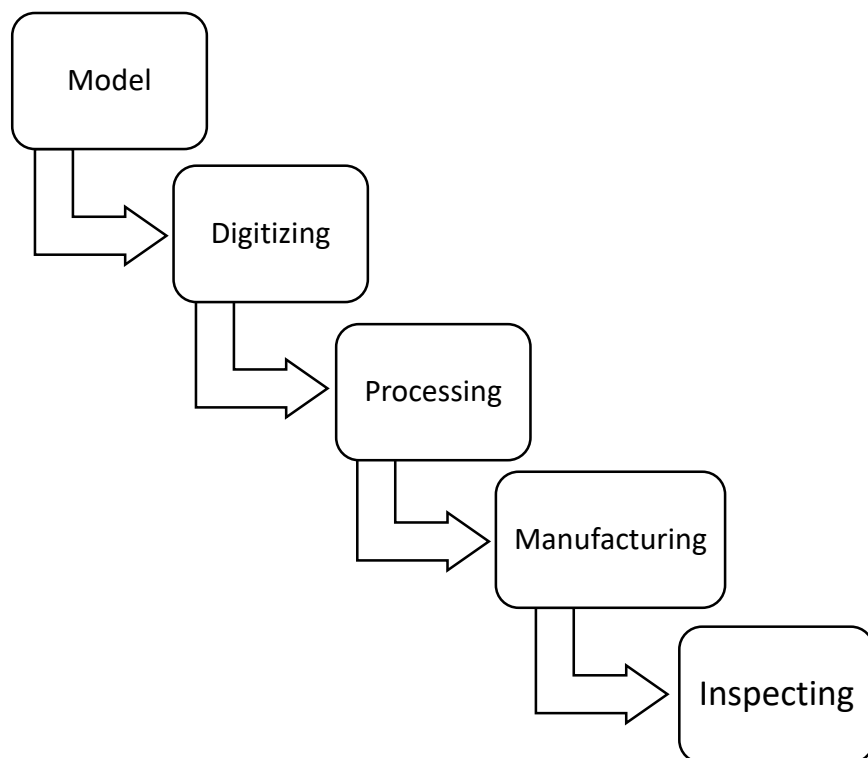 Model
Digitizing
Processing
Manufacturing
Inspecting